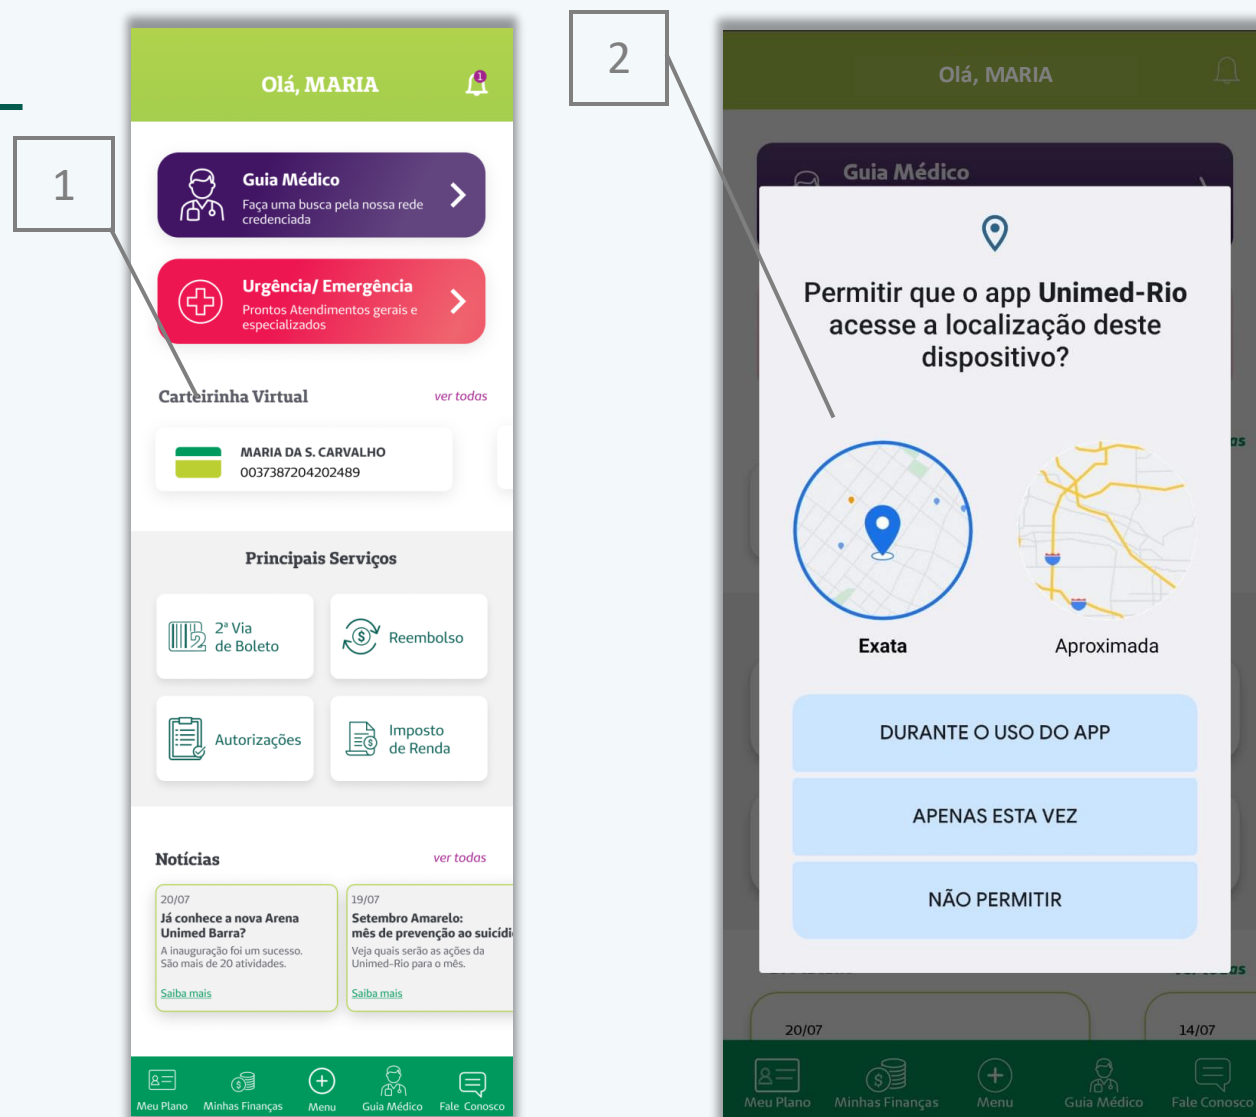 1
Olá, MARIA
1
Guia Médico
Faça uma busca pela nossa rede
credenciada
Urgência/ Emergência
Prontos Atendimentos gerais e
especializados
Carteirinha Virtual
ver todas
MARIA DA S. CARVALHO
0037387204202489
Principais Serviços
2ª Via
de Boleto
Reembolso
Autorizações
Imposto
de Renda
Notícias
ver todas
20/07
Já conhece a nova Arena
Unimed Barra?
A inauguração foi um sucesso.
São mais de 20 atividades.
Saiba mais
19/07
Setembro Amarelo:
mês de prevenção ao suicídi
Veja quais serão as ações da
Unimed-Rio para o mês.
Saiba mais
Meu Plano
Minhas Finanças
Menu
Guia Médico
Fale Conosco
2
Olá, MARIA
Guia Médico
Permitir que o app Unimed-Rio
acesse a localização deste
dispositivo?
Exata
Aproximada
DURANTE O USO DO APP
APENAS ESTA VEZ
NÃO PERMITIR
20/07
14/07
Meu Plano
Minhas Finanças
Menu
Guia Médico
Fale Conosco